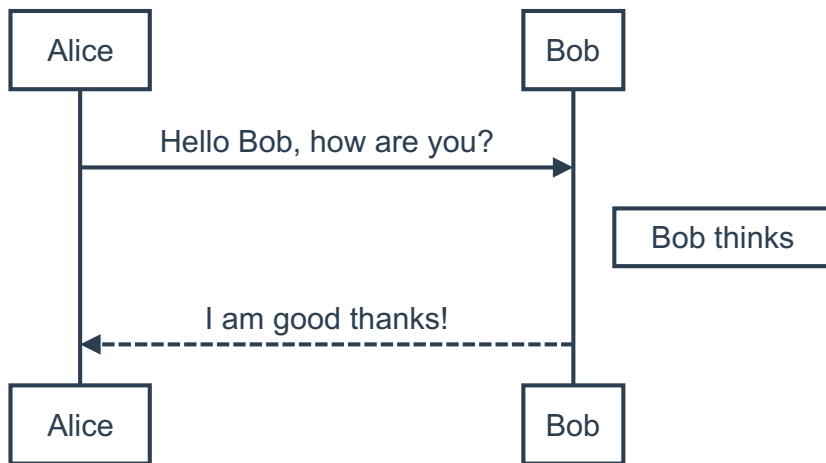 Alice
Bob
Hello Bob, how are you?
Bob thinks
I am good thanks!
Alice
Bob